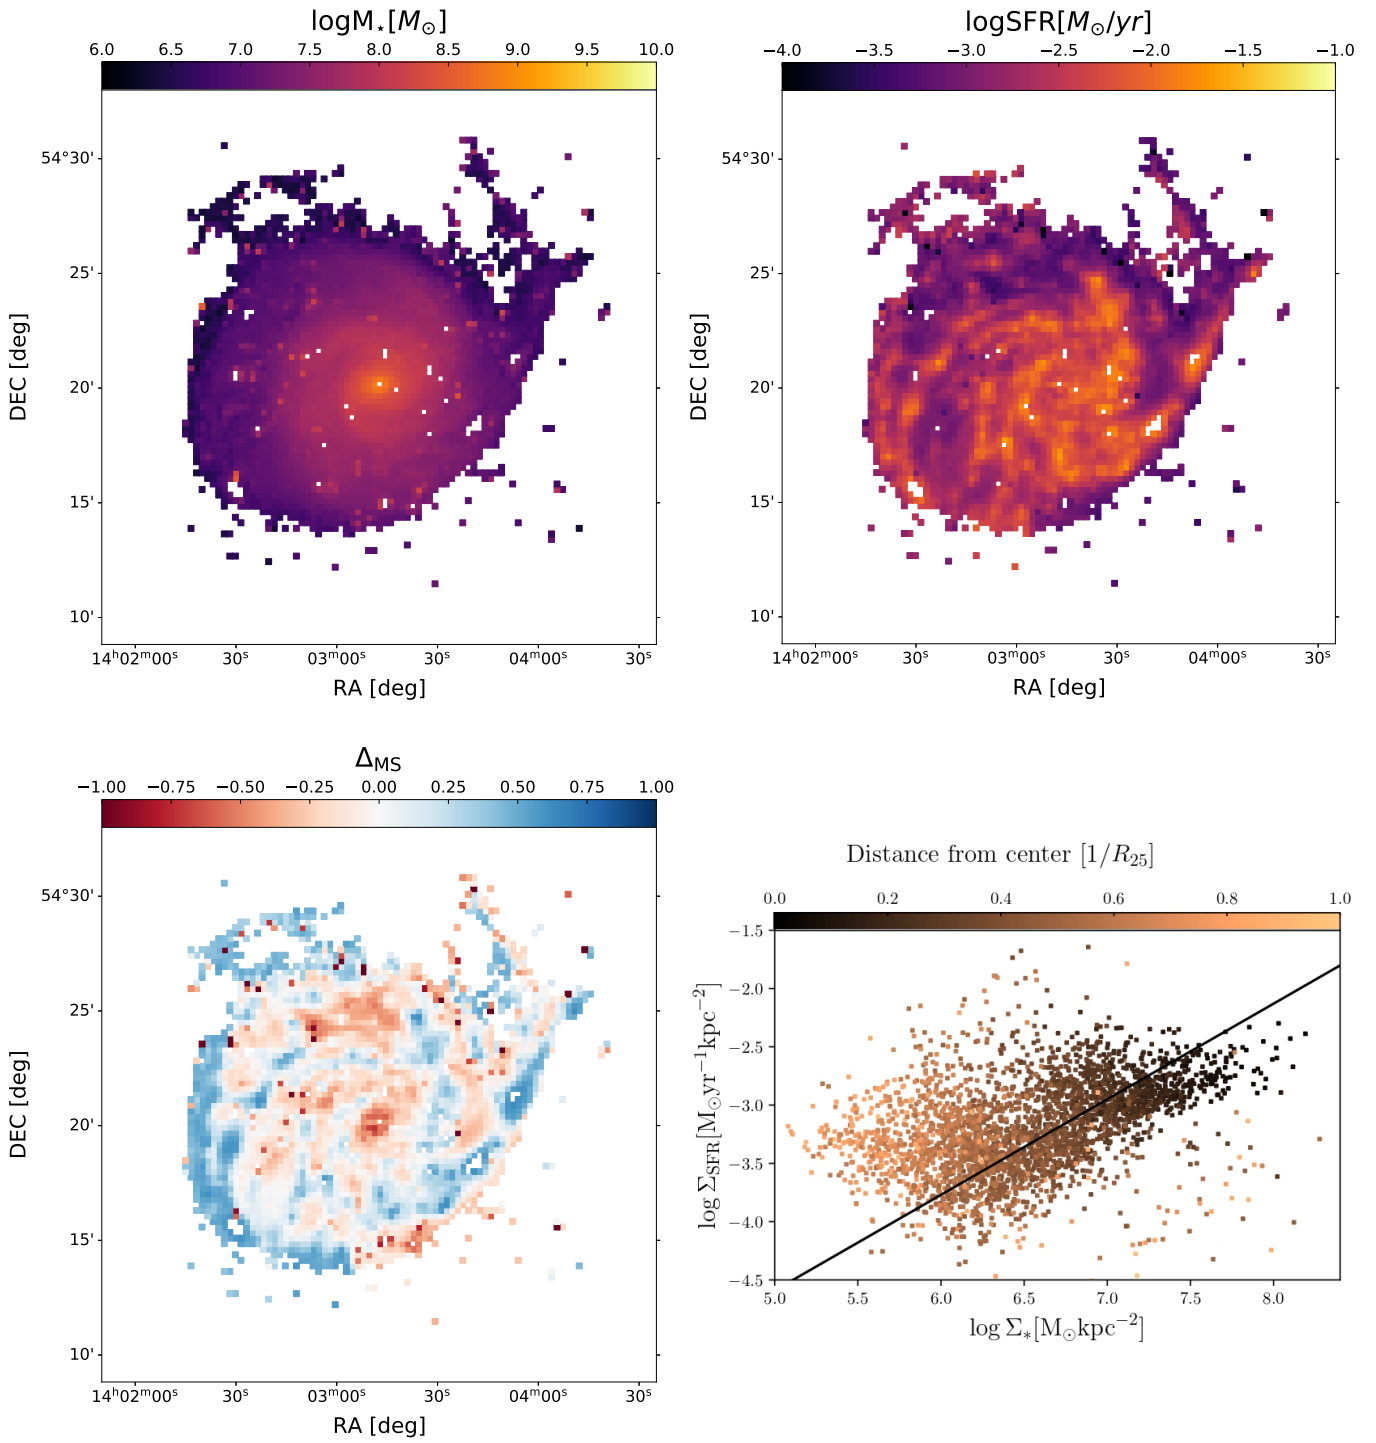 logM⋆[M⊙]
6.0 6.5 7.0 7.5 8.0 8.5 9.0 9.5 10.0
54°30'
25'
20'
15'
10'
DEC [deg]
14ʰ02ᵐ00ˢ 30ˢ 03ᵐ00ˢ 30ˢ 04ᵐ00ˢ 30ˢ
RA [deg]
logSFR[M⊙/yr]
−4.0 −3.5 −3.0 −2.5 −2.0 −1.5 −1.0
54°30'
25'
20'
15'
10'
DEC [deg]
14ʰ02ᵐ00ˢ 30ˢ 03ᵐ00ˢ 30ˢ 04ᵐ00ˢ 30ˢ
RA [deg]
Δ_MS
−1.00 −0.75 −0.50 −0.25 0.00 0.25 0.50 0.75 1.00
54°30'
25'
20'
15'
10'
DEC [deg]
14ʰ02ᵐ00ˢ 30ˢ 03ᵐ00ˢ 30ˢ 04ᵐ00ˢ 30ˢ
RA [deg]
Distance from center [1/R₂₅]
0.0 0.2 0.4 0.6 0.8 1.0
−1.5
−2.0
−2.5
−3.0
−3.5
−4.0
−4.5
log Σ_SFR[M⊙yr⁻¹kpc⁻²]
5.0 5.5 6.0 6.5 7.0 7.5 8.0
log Σ∗[M⊙kpc⁻²]